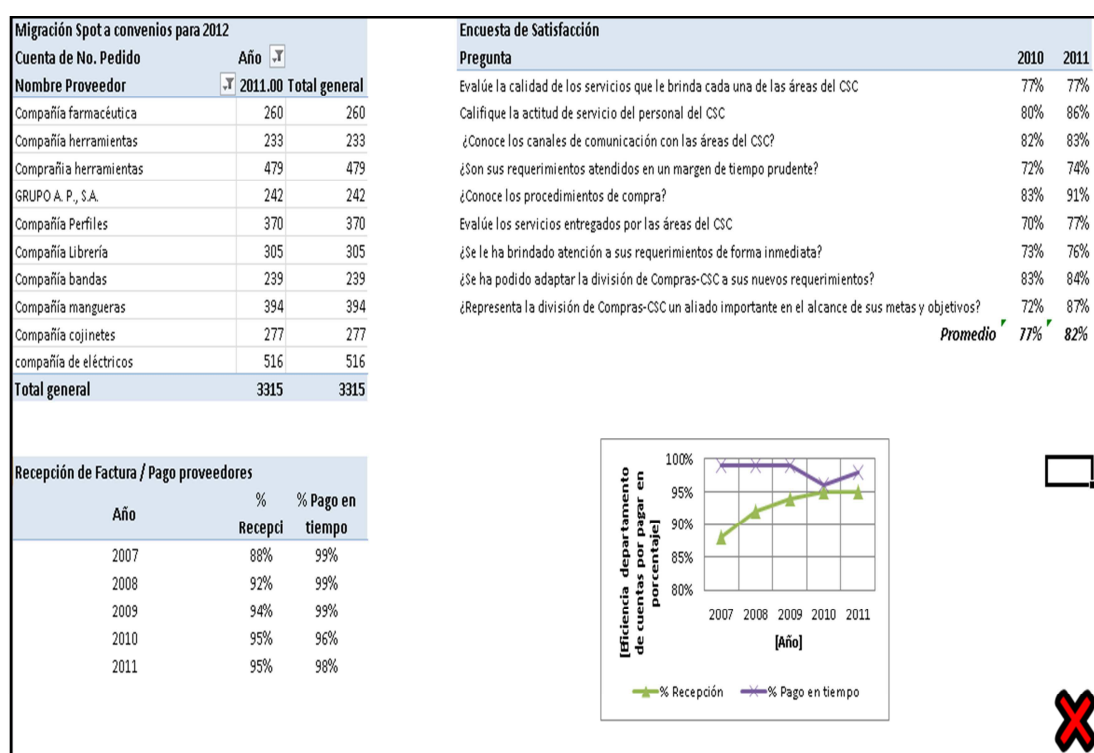 Migración Spot a convenios para 2012
Cuenta de No. Pedido Año
Nombre Proveedor 2011.00 Total general
Compañía farmacéutica 260 260
Compañía herramientas 233 233
Comprañia herramientas 479 479
GRUPO A. P., S.A. 242 242
Compañía Perfiles 370 370
Compañía Librería 305 305
Compañía bandas 239 239
Compañía mangueras 394 394
Compañía cojinetes 277 277
compañía de eléctricos 516 516
Total general 3315 3315
Encuesta de Satisfacción
Pregunta 2010 2011
Evalúe la calidad de los servicios que le brinda cada una de las áreas del CSC 77% 77%
Califique la actitud de servicio del personal del CSC 80% 86%
¿Conoce los canales de comunicación con las áreas del CSC? 82% 83%
¿Son sus requerimientos atendidos en un margen de tiempo prudente? 72% 74%
¿Conoce los procedimientos de compra? 83% 91%
Evalúe los servicios entregados por las áreas del CSC 70% 77%
¿Se le ha brindado atención a sus requerimientos de forma inmediata? 73% 76%
¿Se ha podido adaptar la división de Compras-CSC a sus nuevos requerimientos? 83% 84%
¿Representa la división de Compras-CSC un aliado importante en el alcance de sus metas y objetivos? 72% 87%
Promedio 77% 82%
Recepción de Factura / Pago proveedores
Año % Recepci % Pago en tiempo
2007 88% 99%
2008 92% 99%
2009 94% 99%
2010 95% 96%
2011 95% 98%
[Eficiencia departamento
de cuentas por pagar en
porcentaje]
100%
95%
90%
85%
80%
2007 2008 2009 2010 2011
[Año]
% Recepción % Pago en tiempo